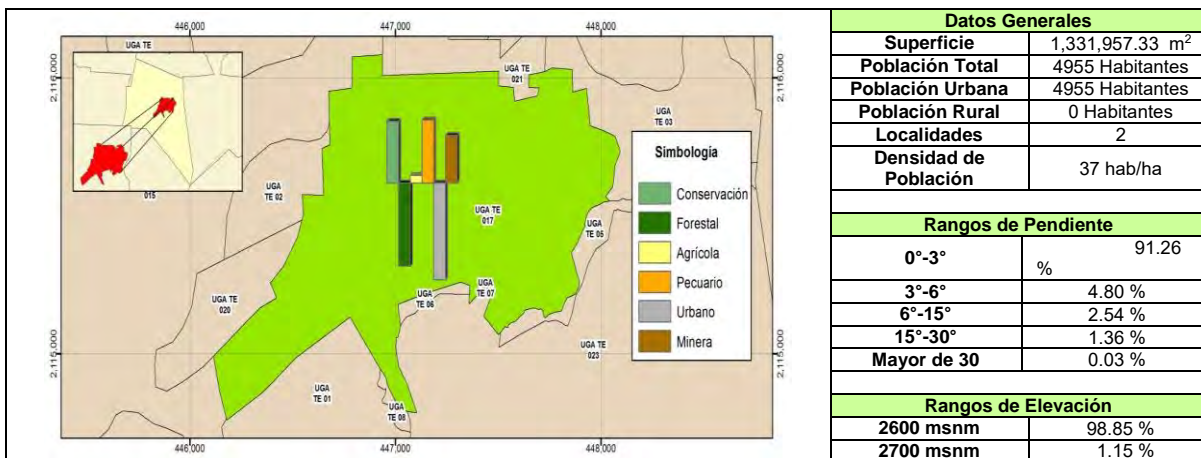 446,000
447,000
448,000
2,116,000
2,116,000
2,115,000
2,115,000
UGA TE
015
UGA TE 021
UGA TE 03
UGA TE 02
UGA TE 017
UGA TE 05
UGA TE 07
UGA TE 06
UGA TE 020
UGA TE 023
UGA TE 01
UGA TE 08
Simbología
Conservación
Forestal
Agrícola
Pecuario
Urbano
Minera
446,000
447,000
448,000
Datos Generales
Superficie 1,331,957.33 m²
Población Total 4955 Habitantes
Población Urbana 4955 Habitantes
Población Rural 0 Habitantes
Localidades 2
Densidad de Población 37 hab/ha
Rangos de Pendiente
0°-3° 91.26 %
3°-6° 4.80 %
6°-15° 2.54 %
15°-30° 1.36 %
Mayor de 30 0.03 %
Rangos de Elevación
2600 msnm 98.85 %
2700 msnm 1.15 %